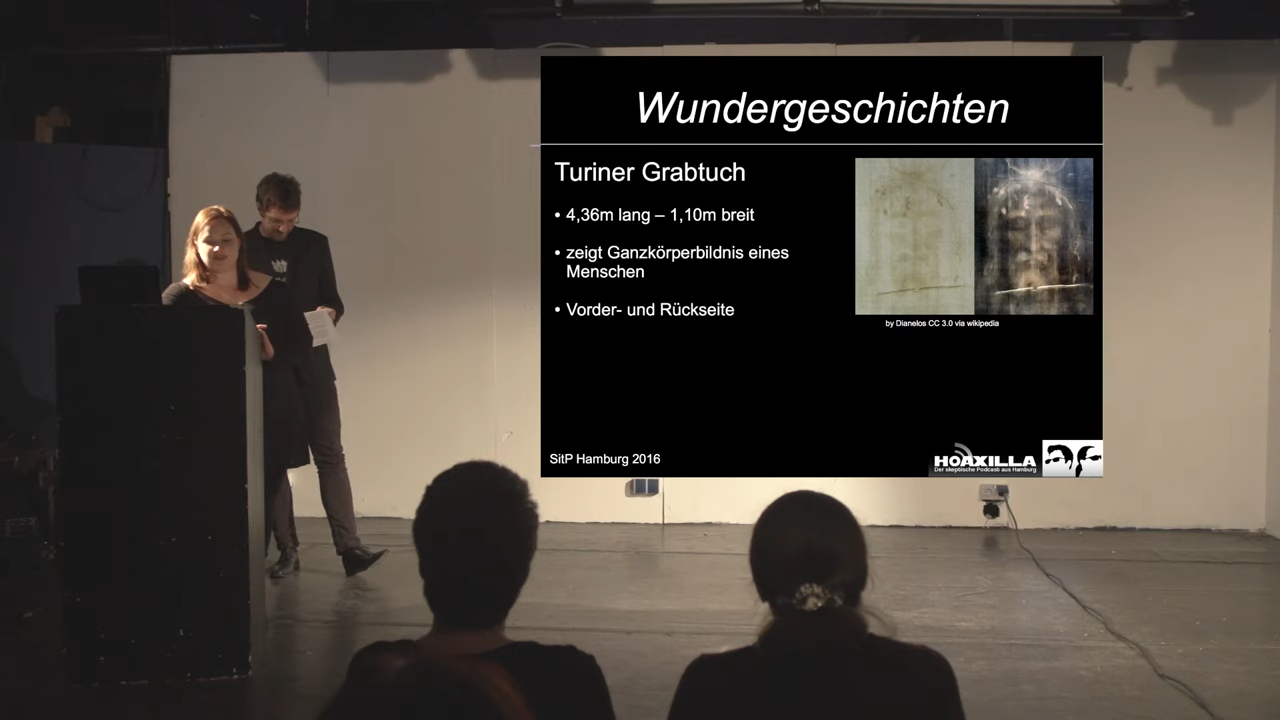 Wundergeschichten
Turiner Grabtuch
• 4,36m lang – 1,10m breit
• zeigt Ganzkörperbildnis eines
Menschen
• Vorder- und Rückseite
by Dianelos CC 3.0 via wikipedia
SitP Hamburg 2016
HOAXILLA
Der skeptische Podcast aus Hamburg